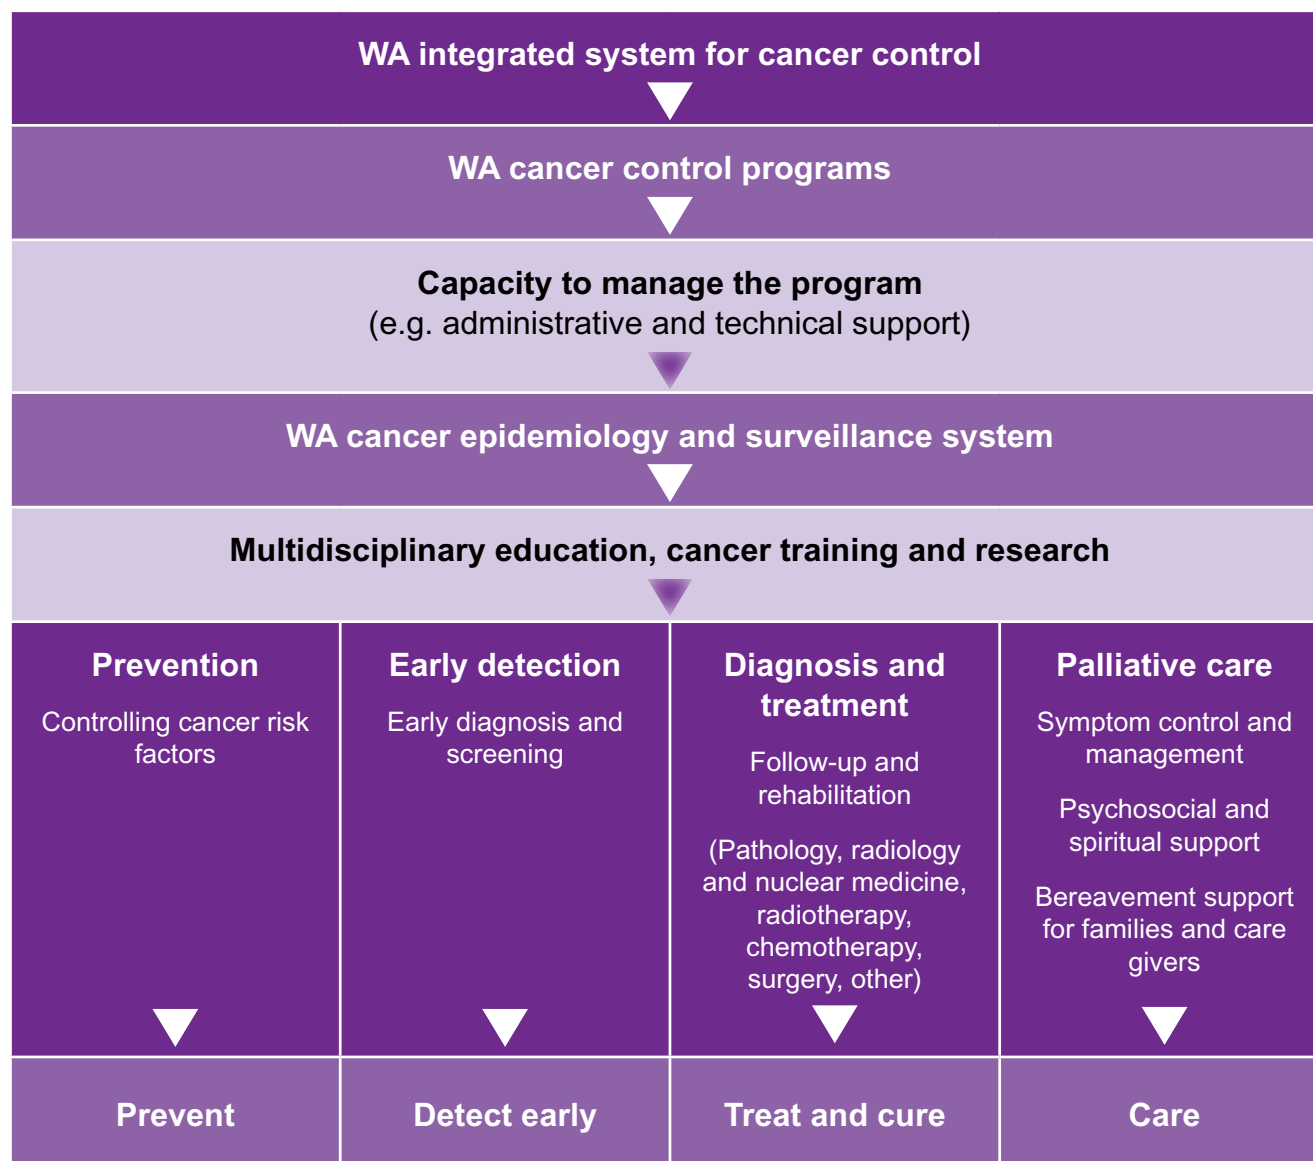 WA integrated system for cancer control
WA cancer control programs
Capacity to manage the program
(e.g. administrative and technical support)
WA cancer epidemiology and surveillance system
Multidisciplinary education, cancer training and research
Prevention
Controlling cancer risk
factors
Early detection
Early diagnosis and
screening
Diagnosis and
treatment
Follow-up and
rehabilitation
(Pathology, radiology
and nuclear medicine,
radiotherapy,
chemotherapy,
surgery, other)
Palliative care
Symptom control and
management
Psychosocial and
spiritual support
Bereavement support
for families and care
givers
Prevent
Detect early
Treat and cure
Care